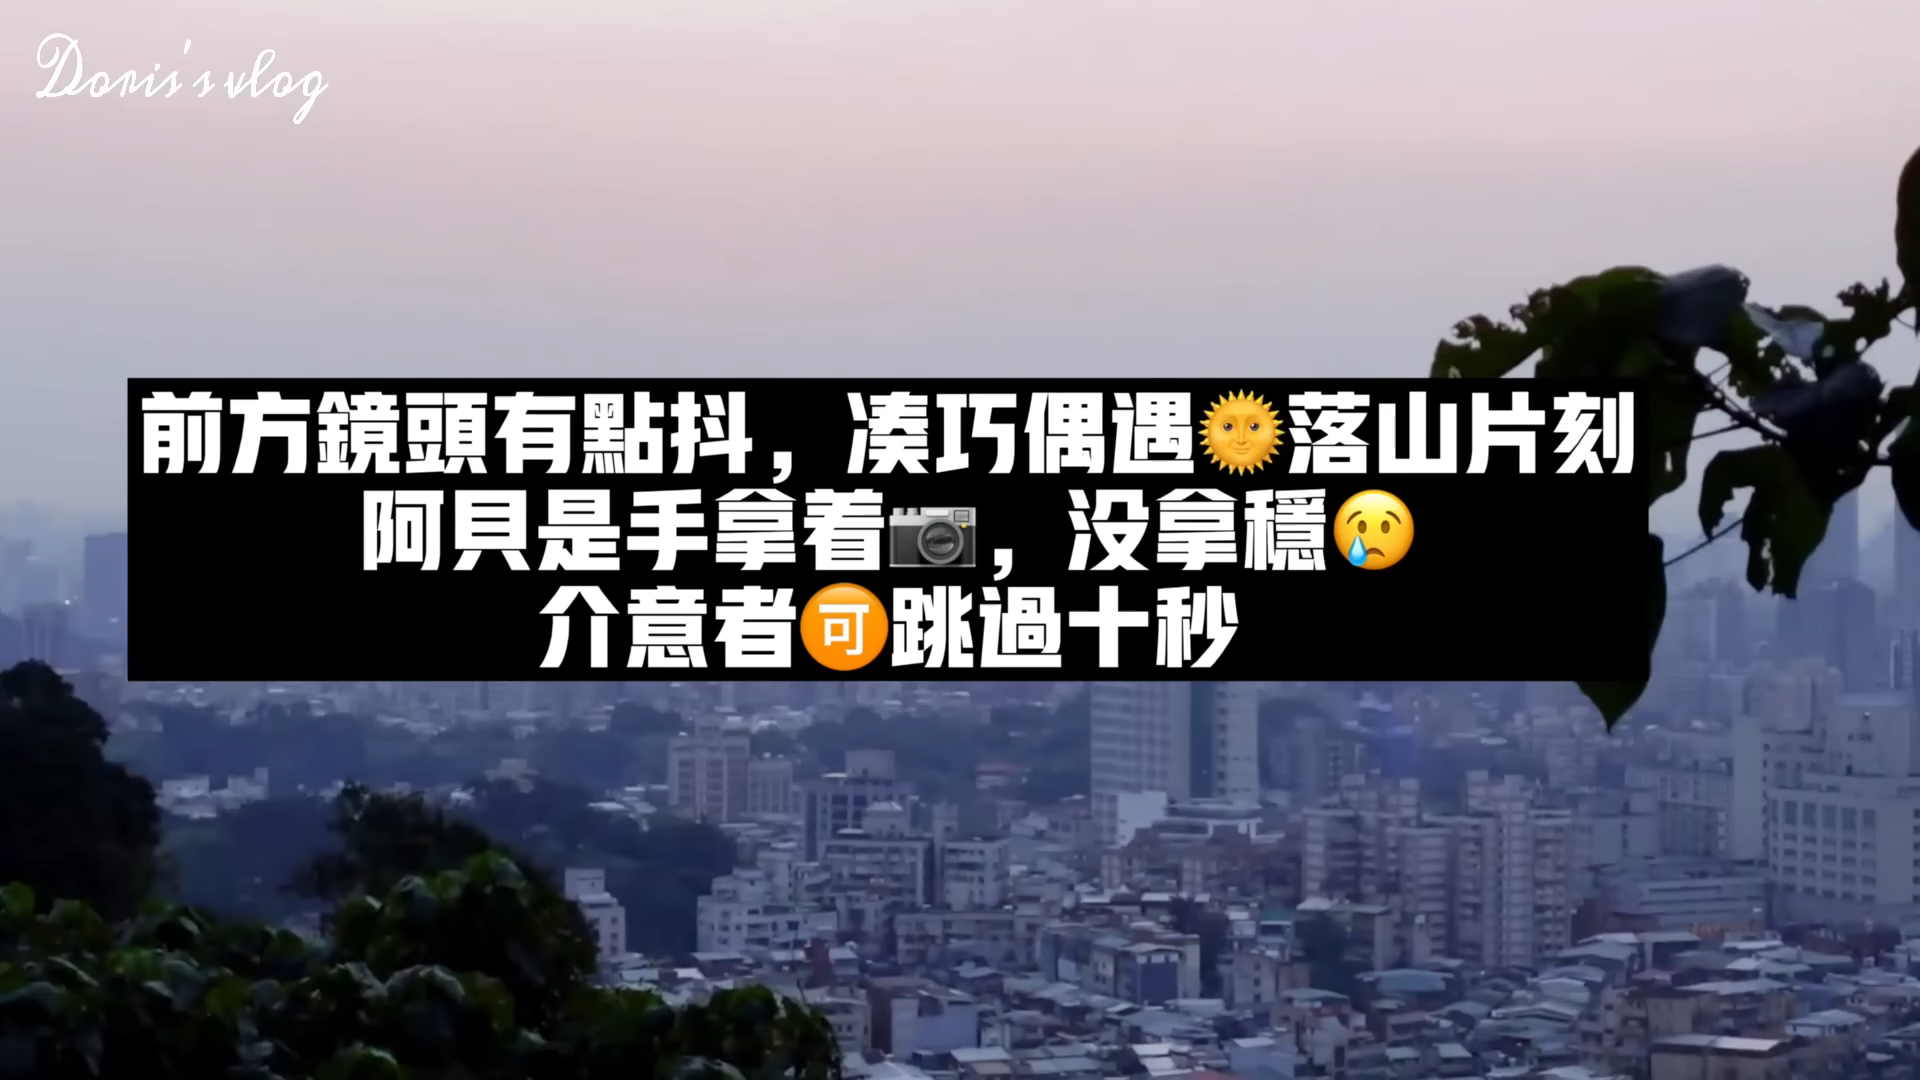 Doris's vlog
前方鏡頭有點抖，凑巧偶遇🌞落山片刻
阿貝是手拿着📷，没拿穩😢
介意者🉑跳過十秒